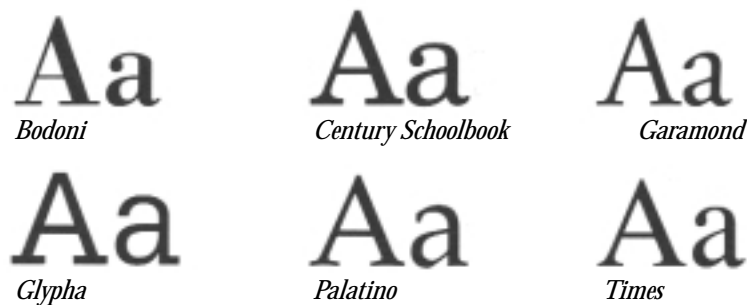 Aa Aa Aa
Bodoni Century Schoolbook Garamond
Aa Aa Aa
Glypha Palatino Times